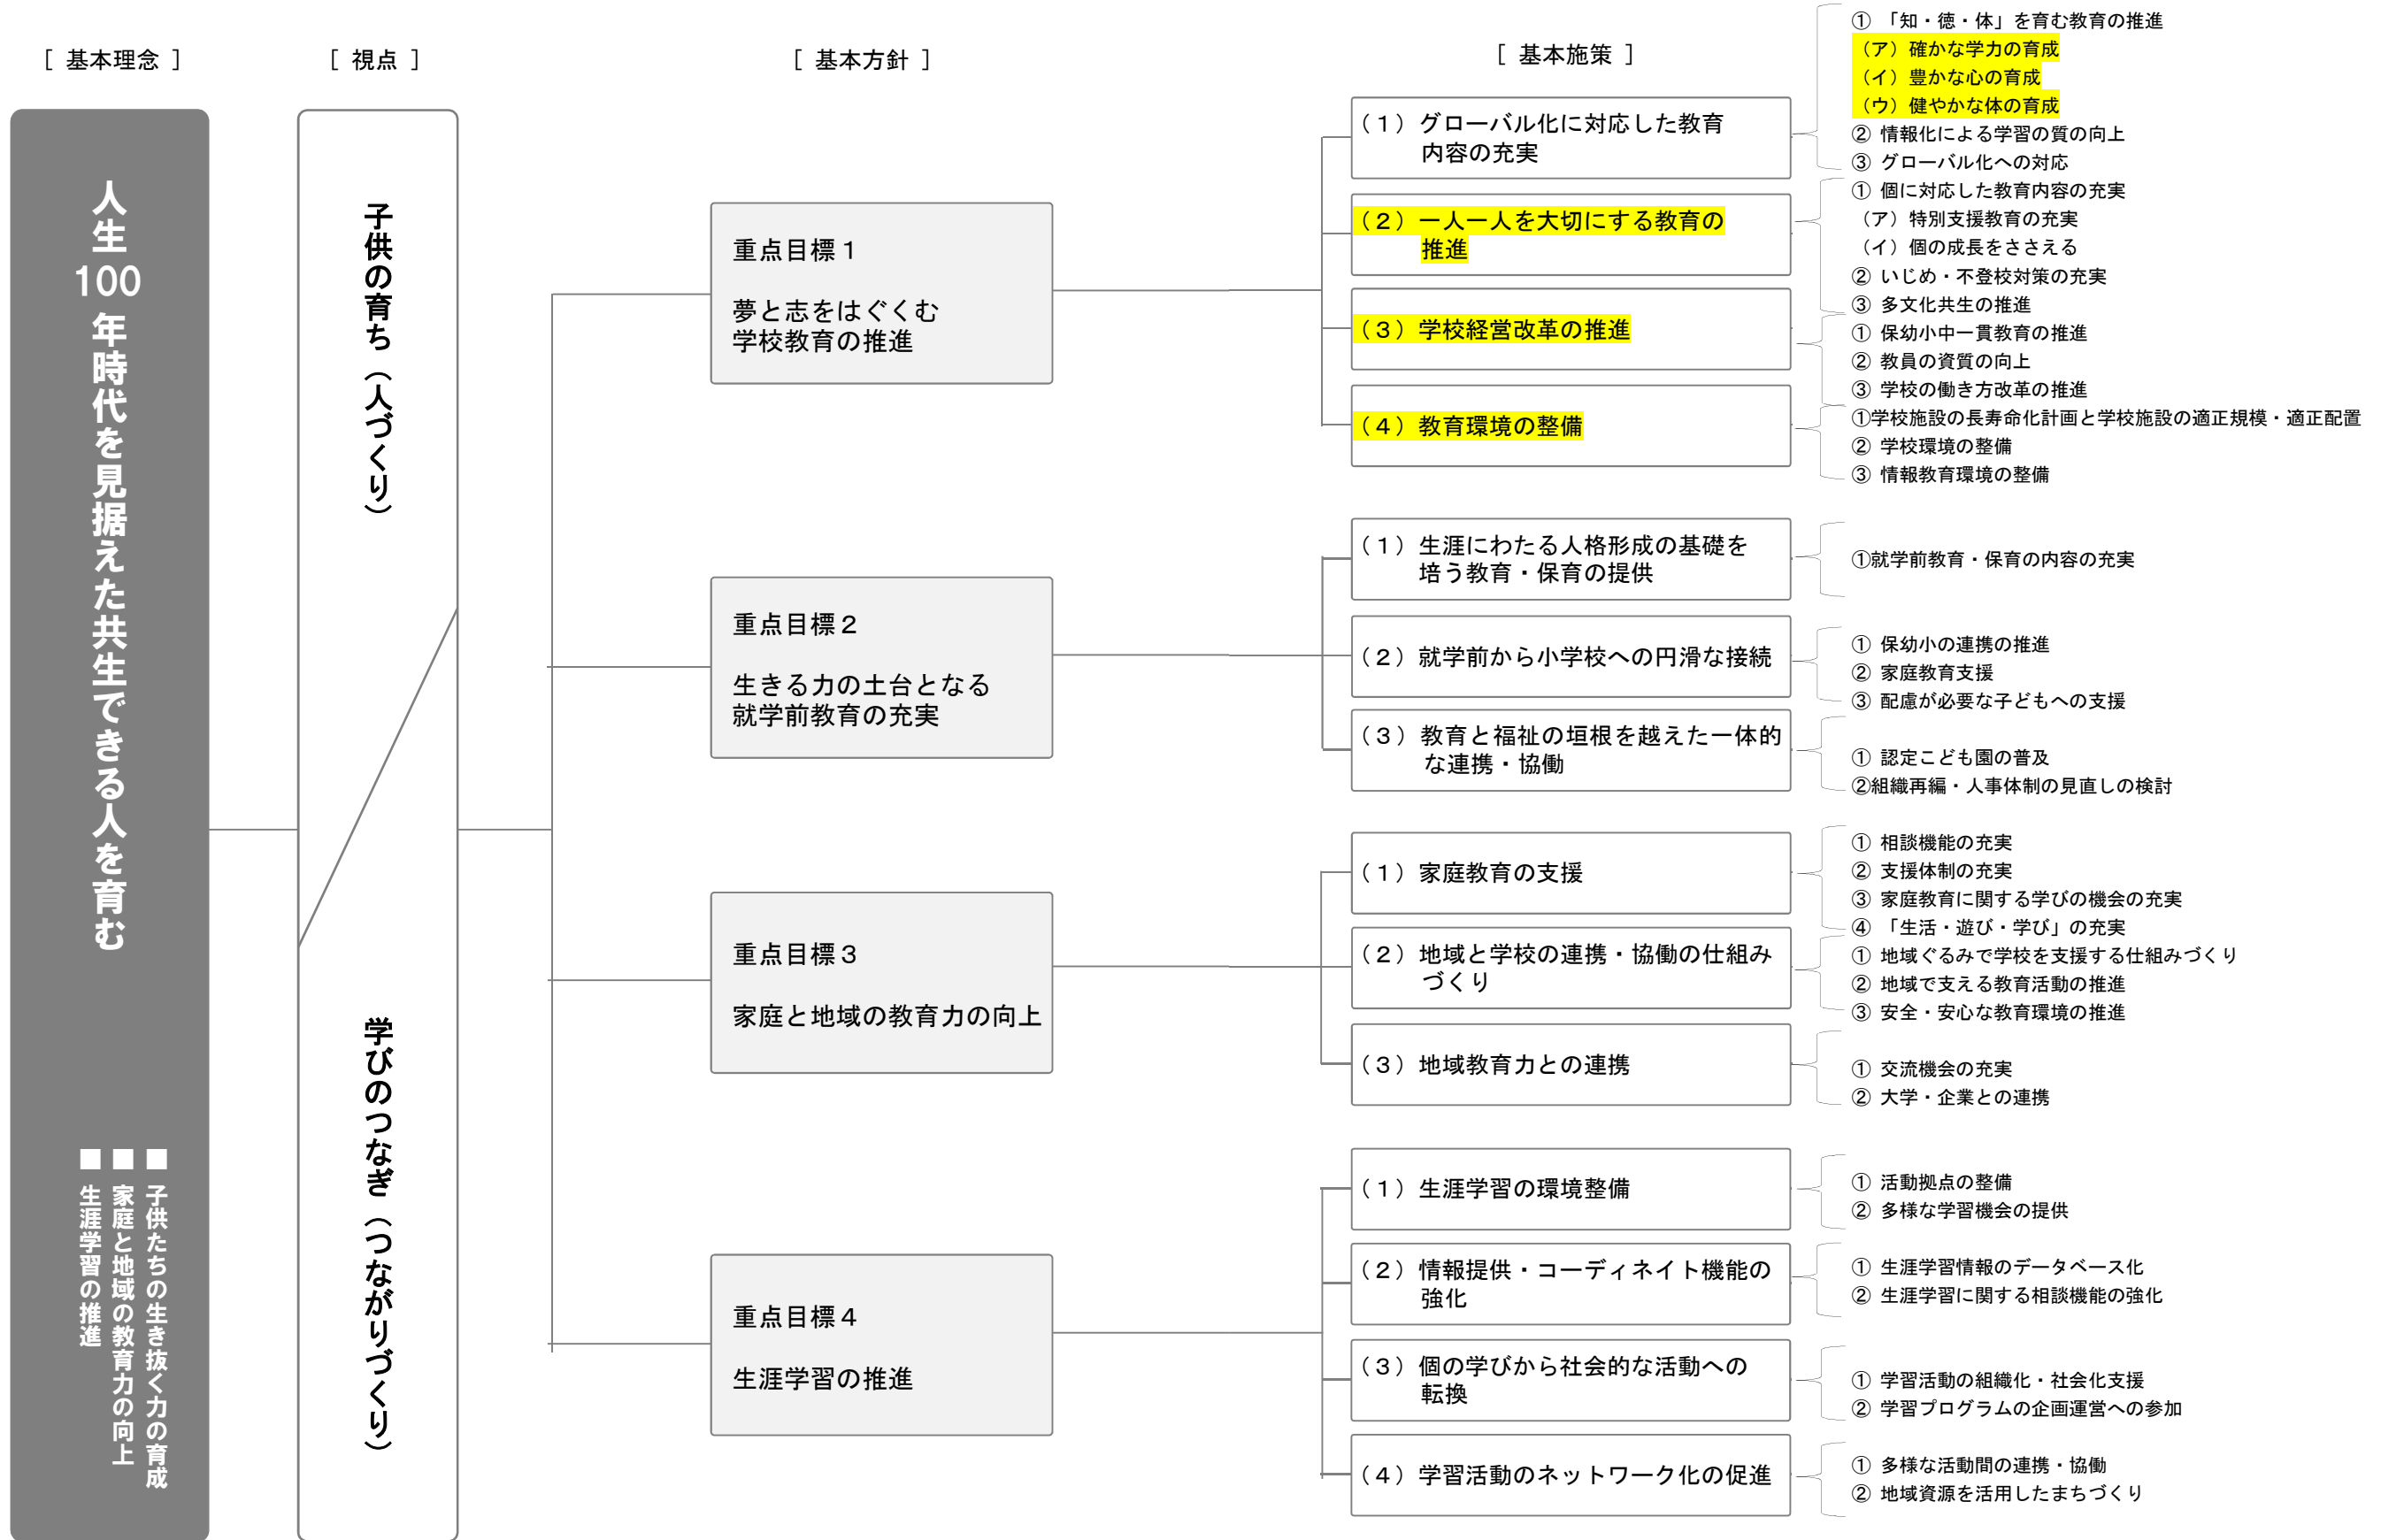 [ 基本理念 ]
[ 視点 ]
[ 基本方針 ]
[ 基本施策 ]
人生100年時代を見据えた共生できる人を育む
■ 子供たちの生き抜く力の育成
■ 家庭と地域の教育力の向上
■ 生涯学習の推進
子供の育ち（人づくり）
学びのつなぎ（つながりづくり）
重点目標１
夢と志をはぐくむ
学校教育の推進
（１）グローバル化に対応した教育
内容の充実
① 「知・徳・体」を育む教育の推進
（ア）確かな学力の育成
（イ）豊かな心の育成
（ウ）健やかな体の育成
② 情報化による学習の質の向上
③ グローバル化への対応
（２）一人一人を大切にする教育の
推進
① 個に対応した教育内容の充実
（ア）特別支援教育の充実
（イ）個の成長をささえる
② いじめ・不登校対策の充実
③ 多文化共生の推進
（３）学校経営改革の推進
① 保幼小中一貫教育の推進
② 教員の資質の向上
③ 学校の働き方改革の推進
（４）教育環境の整備
①学校施設の長寿命化計画と学校施設の適正規模・適正配置
② 学校環境の整備
③ 情報教育環境の整備
重点目標２
生きる力の土台となる
就学前教育の充実
（１）生涯にわたる人格形成の基礎を
培う教育・保育の提供
①就学前教育・保育の内容の充実
（２）就学前から小学校への円滑な接続
① 保幼小の連携の推進
② 家庭教育支援
③ 配慮が必要な子どもへの支援
（３）教育と福祉の垣根を越えた一体的
な連携・協働
① 認定こども園の普及
②組織再編・人事体制の見直しの検討
重点目標３
家庭と地域の教育力の向上
（１）家庭教育の支援
① 相談機能の充実
② 支援体制の充実
③ 家庭教育に関する学びの機会の充実
④ 「生活・遊び・学び」の充実
（２）地域と学校の連携・協働の仕組み
づくり
① 地域ぐるみで学校を支援する仕組みづくり
② 地域で支える教育活動の推進
③ 安全・安心な教育環境の推進
（３）地域教育力との連携
① 交流機会の充実
② 大学・企業との連携
重点目標４
生涯学習の推進
（１）生涯学習の環境整備
① 活動拠点の整備
② 多様な学習機会の提供
（２）情報提供・コーディネイト機能の
強化
① 生涯学習情報のデータベース化
② 生涯学習に関する相談機能の強化
（３）個の学びから社会的な活動への
転換
① 学習活動の組織化・社会化支援
② 学習プログラムの企画運営への参加
（４）学習活動のネットワーク化の促進
① 多様な活動間の連携・協働
② 地域資源を活用したまちづくり